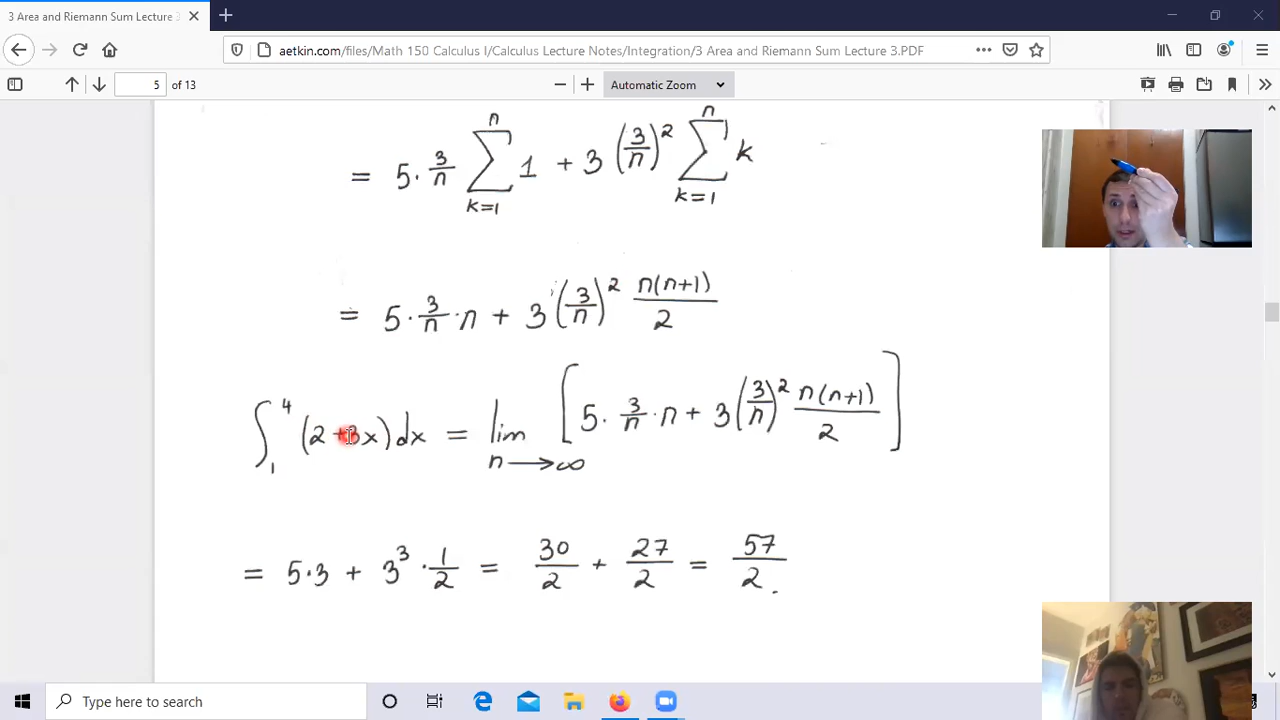 3 Area and Riemann Sum Lecture 3
aetkin.com/files/Math 150 Calculus I/Calculus Lecture Notes/Integration/3 Area and Riemann Sum Lecture 3.PDF
5 of 13
Automatic Zoom
= 5 · 3/n ∑_{k=1}^{n} 1 + 3 (3/n)^2 ∑_{k=1}^{n} k
= 5 · 3/n · n + 3 (3/n)^2 n(n+1)/2
∫_1^4 (2+3x) dx = lim_{n→∞} [5 · 3/n · n + 3 (3/n)^2 n(n+1)/2]
= 5·3 + 3^3 · 1/2 = 30/2 + 27/2 = 57/2.
Type here to search